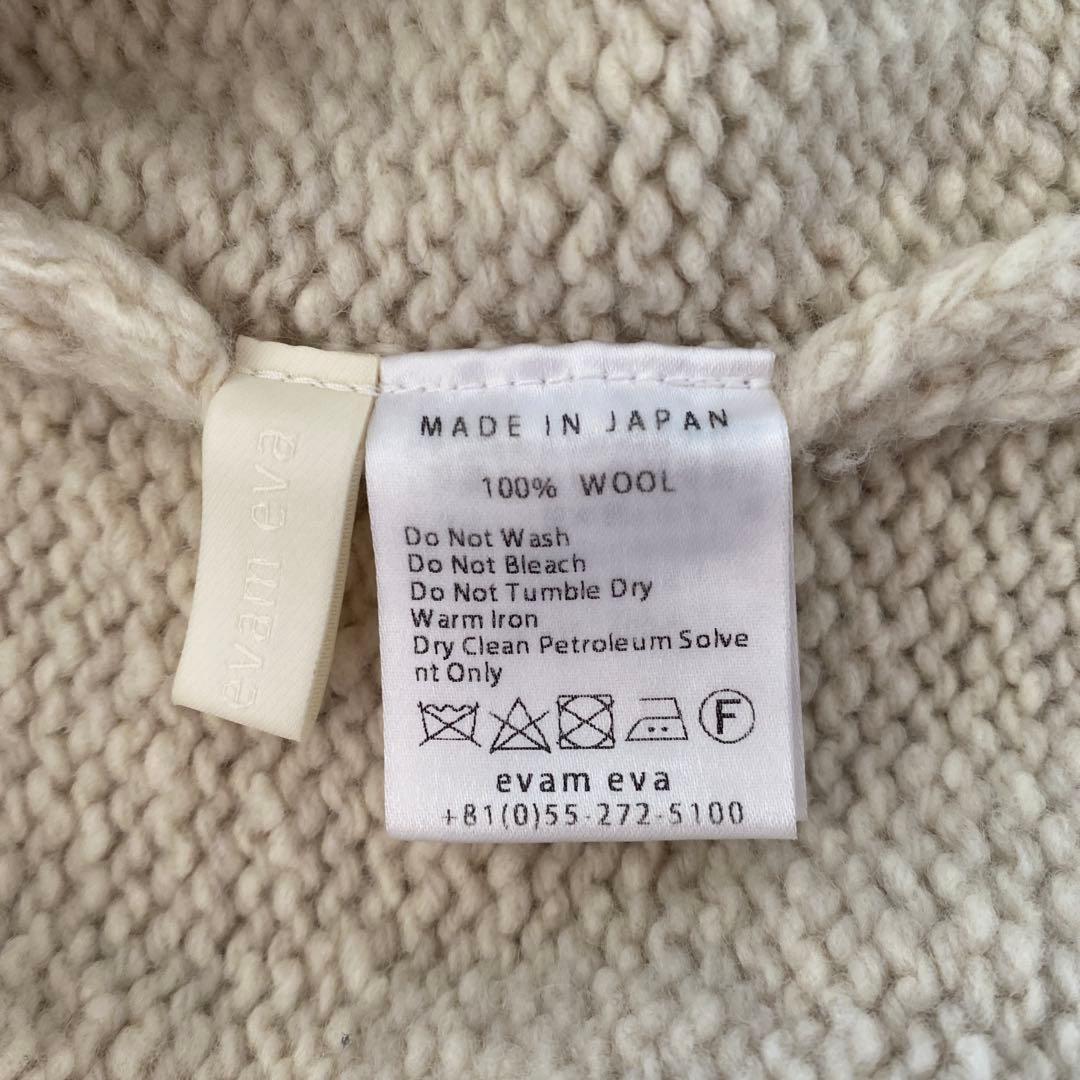 evam eva
MADE IN JAPAN
100% WOOL
Do Not Wash
Do Not Bleach
Do Not Tumble Dry
Warm Iron
Dry Clean Petroleum Solve
nt Only
F
evam eva
+81(0)55-272-5100